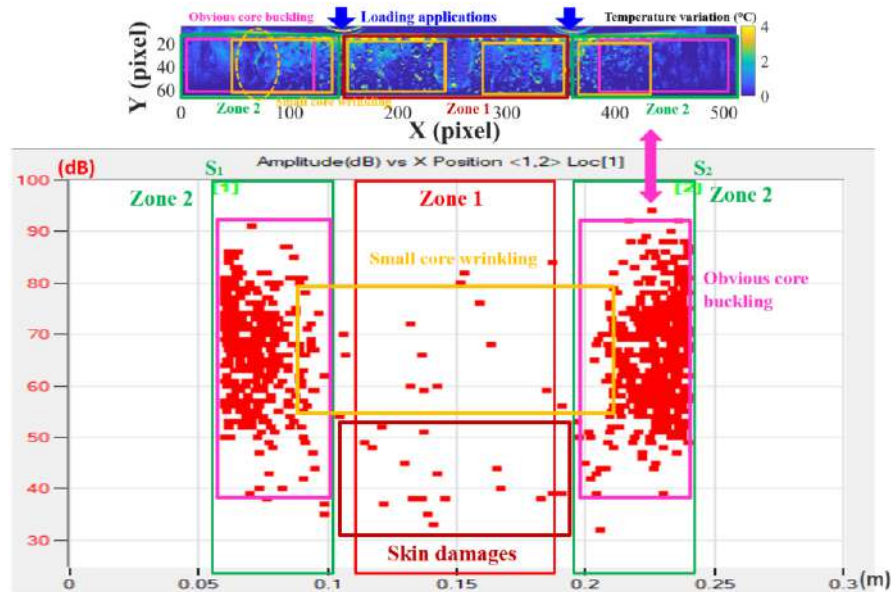 Obvious core buckling
Loading applications
Temperature variation (°C)
Y (pixel)
20
40
60
Zone 2
Small core wrinkling
Zone 1
Zone 2
4
2
0
0
100
200
300
400
500
X (pixel)
(dB)
S₁
Amplitude(dB) vs X Position <1,2> Loc[1]
S₂
100
[1]
[2]
Zone 2
Zone 1
Zone 2
90
Small core wrinkling
80
Obvious core
buckling
70
60
50
40
30
Skin damages
0
0.05
0.1
0.15
0.2
0.25
0.3
(m)